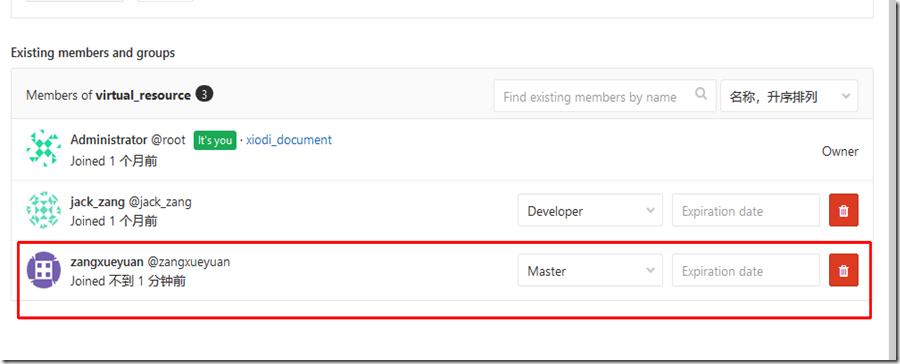 Existing members and groups
Members of virtual_resource 3
Find existing members by name
名称，升序排列
Administrator @root It's you · xiodi_document
Joined 1 个月前
Owner
jack_zang @jack_zang
Joined 1 个月前
Developer
Expiration date
zangxueyuan @zangxueyuan
Joined 不到 1 分钟前
Master
Expiration date